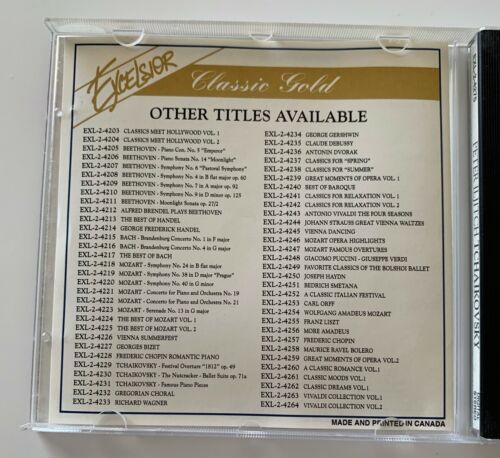 EXCELSIOR
Classic Gold
OTHER TITLES AVAILABLE
EXL-2-4203 CLASSICS MEET HOLLYWOOD VOL. 1
EXL-2-4204 CLASSICS MEET HOLLYWOOD VOL. 2
EXL-2-4205 BEETHOVEN - Piano Con. No. 5 "Emperor"
EXL-2-4206 BEETHOVEN - Piano Sonata No. 14 "Moonlight"
EXL-2-4207 BEETHOVEN - Symphony No. 6 "Pastoral Symphony"
EXL-2-4208 BEETHOVEN - Symphony No. 4 in B flat major op. 60
EXL-2-4209 BEETHOVEN - Symphony No. 7 in A major op. 92
EXL-2-4210 BEETHOVEN - Symphony No. 9 in D minor op. 125
EXL-2-4211 BEETHOVEN - Moonlight Sonata op. 27/2
EXL-2-4212 ALFRED BRENDEL PLAYS BEETHOVEN
EXL-2-4213 THE BEST OF HANDEL
EXL-2-4214 GEORGE FREDERICK HANDEL
EXL-2-4215 BACH - Brandenburg Concerto No. 1 in F major
EXL-2-4216 BACH - Brandenburg Concerto No. 4 in G major
EXL-2-4217 THE BEST OF BACH
EXL-2-4218 MOZART - Symphony No. 24 in B flat major
EXL-2-4219 MOZART - Symphony No. 38 in D major "Prague"
EXL-2-4220 MOZART - Symphony No. 40 in G minor
EXL-2-4221 MOZART - Concerto for Piano and Orchestra No. 19
EXL-2-4222 MOZART - Concerto for Piano and Orchestra No. 21
EXL-2-4223 MOZART - Serenade No. 13 in G major
EXL-2-4224 THE BEST OF MOZART VOL. 1
EXL-2-4225 THE BEST OF MOZART VOL. 2
EXL-2-4226 VIENNA SUMMERFEST
EXL-2-4227 GEORGES BIZET
EXL-2-4228 FREDERIC CHOPIN ROMANTIC PIANO
EXL-2-4229 TCHAIKOVSKY - Festival Overture "1812" op. 49
EXL-2-4230 TCHAIKOVSKY - The Nutcracker - Ballet Suite op. 71a
EXL-2-4231 TCHAIKOVSKY - Famous Piano Pieces
EXL-2-4232 GREGORIAN CHORAL
EXL-2-4233 RICHARD WAGNER
EXL-2-4234 GEORGE GERSHWIN
EXL-2-4235 CLAUDE DEBUSSY
EXL-2-4236 ANTONIN DVORAK
EXL-2-4237 CLASSICS FOR "SPRING"
EXL-2-4238 CLASSICS FOR "SUMMER"
EXL-2-4239 GREAT MOMENTS OF OPERA VOL. 1
EXL-2-4240 BEST OF BAROQUE
EXL-2-4241 CLASSICS FOR RELAXATION VOL. 1
EXL-2-4242 CLASSICS FOR RELAXATION VOL. 2
EXL-2-4243 ANTONIO VIVALDI THE FOUR SEASONS
EXL-2-4244 JOHANN STRAUSS GREAT VIENNA WALTZES
EXL-2-4245 VIENNA DANCING
EXL-2-4246 MOZART OPERA HIGHLIGHTS
EXL-2-4247 MOZART FAMOUS OVERTURES
EXL-2-4248 GIACOMO PUCCINI - GIUSEPPE VERDI
EXL-2-4249 FAVORITE CLASSICS OF THE BOLSHOI BALLET
EXL-2-4250 JOSEPH HAYDN
EXL-2-4251 BEDRICH SMETANA
EXL-2-4252 A CLASSIC ITALIAN FESTIVAL
EXL-2-4253 CARL ORFF
EXL-2-4254 WOLFGANG AMADEUS MOZART
EXL-2-4255 FRANZ LISZT
EXL-2-4256 MORE AMADEUS
EXL-2-4257 FREDERIC CHOPIN
EXL-2-4258 MAURICE RAVEL BOLERO
EXL-2-4259 GREAT MOMENTS OF OPERA VOL.2
EXL-2-4260 A CLASSIC ROMANCE VOL.1
EXL-2-4261 CLASSIC MOODS VOL.1
EXL-2-4262 CLASSIC DREAMS VOL.1
EXL-2-4263 VIVALDI COLLECTION VOL.1
EXL-2-4264 VIVALDI COLLECTION VOL.2
MADE AND PRINTED IN CANADA
PETER ILIITCH TCHAIKOVSKY